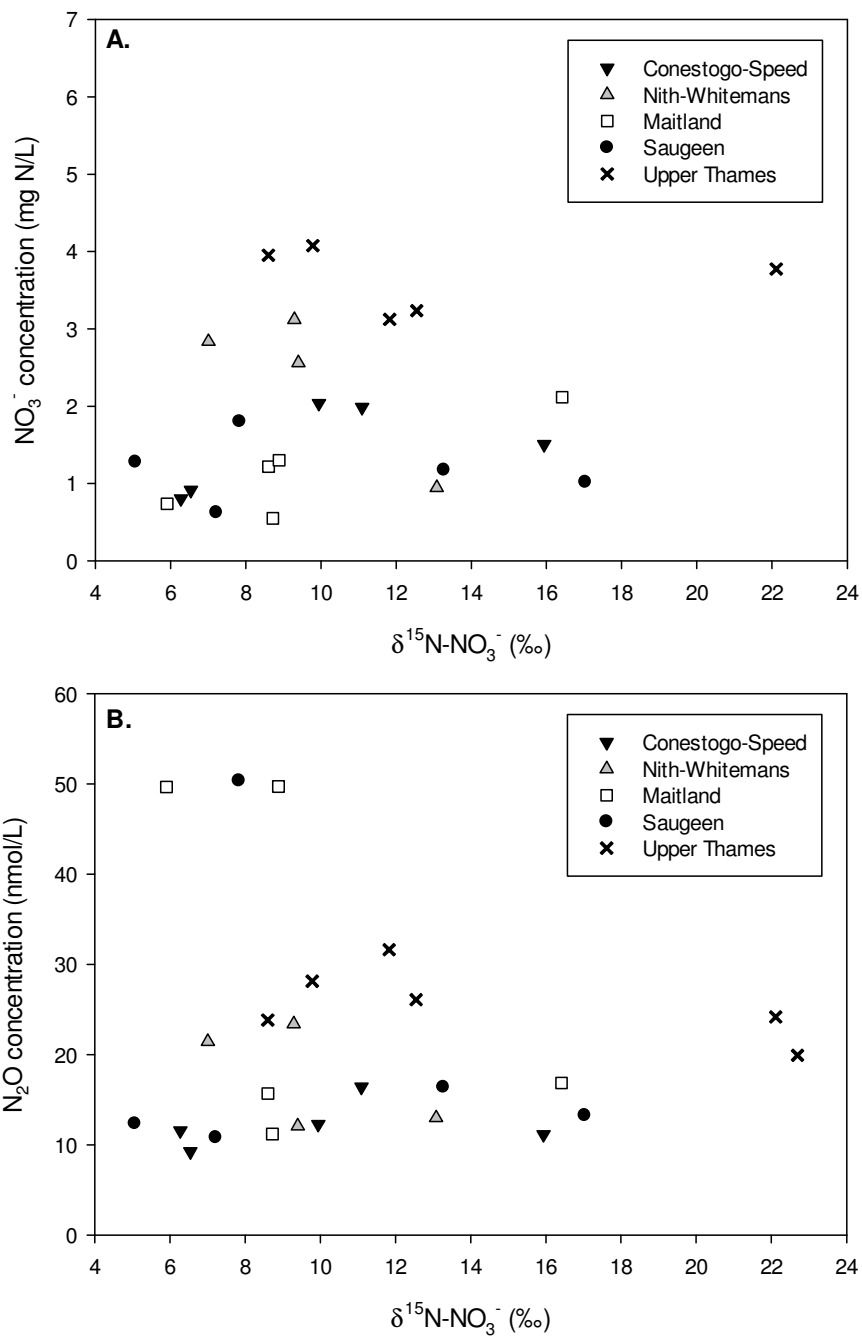 A.
7
6
5
4
3
2
1
0
NO₃⁻ concentration (mg N/L)
Conestogo-Speed
Nith-Whitemans
Maitland
Saugeen
Upper Thames
4 6 8 10 12 14 16 18 20 22 24
δ¹⁵N-NO₃⁻ (‰)
B.
60
50
40
30
20
10
0
N₂O concentration (nmol/L)
Conestogo-Speed
Nith-Whitemans
Maitland
Saugeen
Upper Thames
4 6 8 10 12 14 16 18 20 22 24
δ¹⁵N-NO₃⁻ (‰)